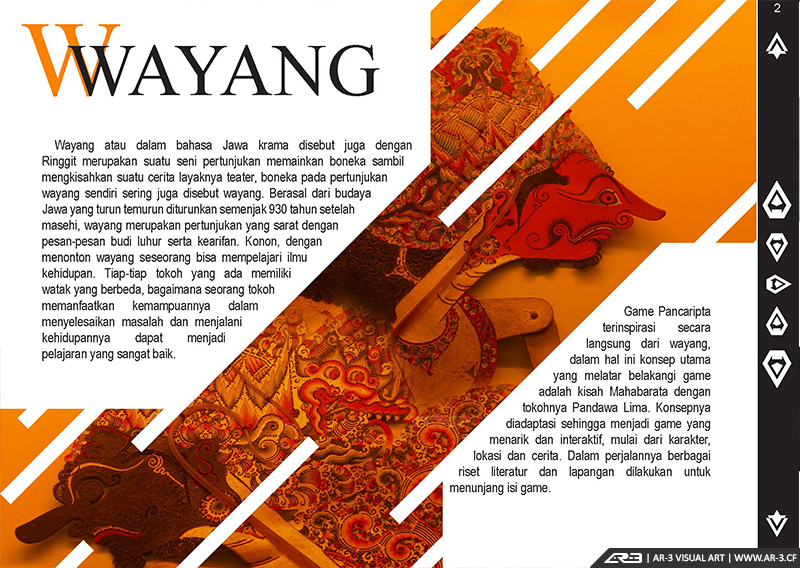 2
WWAYANG
Wayang atau dalam bahasa Jawa krama disebut juga dengan
Ringgit merupakan suatu seni pertunjukan memainkan boneka sambil
mengkisahkan suatu cerita layaknya teater, boneka pada pertunjukan
wayang sendiri sering juga disebut wayang. Berasal dari budaya
Jawa yang turun temurun diturunkan semenjak 930 tahun setelah
masehi, wayang merupakan pertunjukan yang sarat dengan
pesan-pesan budi luhur serta kearifan. Konon, dengan
menonton wayang seseorang bisa mempelajari ilmu
kehidupan. Tiap-tiap tokoh yang ada memiliki
watak yang berbeda, bagaimana seorang tokoh
memanfaatkan kemampuannya dalam
menyelesaikan masalah dan menjalani
kehidupannya dapat menjadi
pelajaran yang sangat baik.
Game Pancaripta
terinspirasi secara
langsung dari wayang,
dalam hal ini konsep utama
yang melatar belakangi game
adalah kisah Mahabarata dengan
tokohnya Pandawa Lima. Konsepnya
diadaptasi sehingga menjadi game yang
menarik dan interaktif, mulai dari karakter,
lokasi dan cerita. Dalam perjalannya berbagai
riset literatur dan lapangan dilakukan untuk
menunjang isi game.
AR-3 | AR-3 VISUAL ART | WWW.AR-3.CF